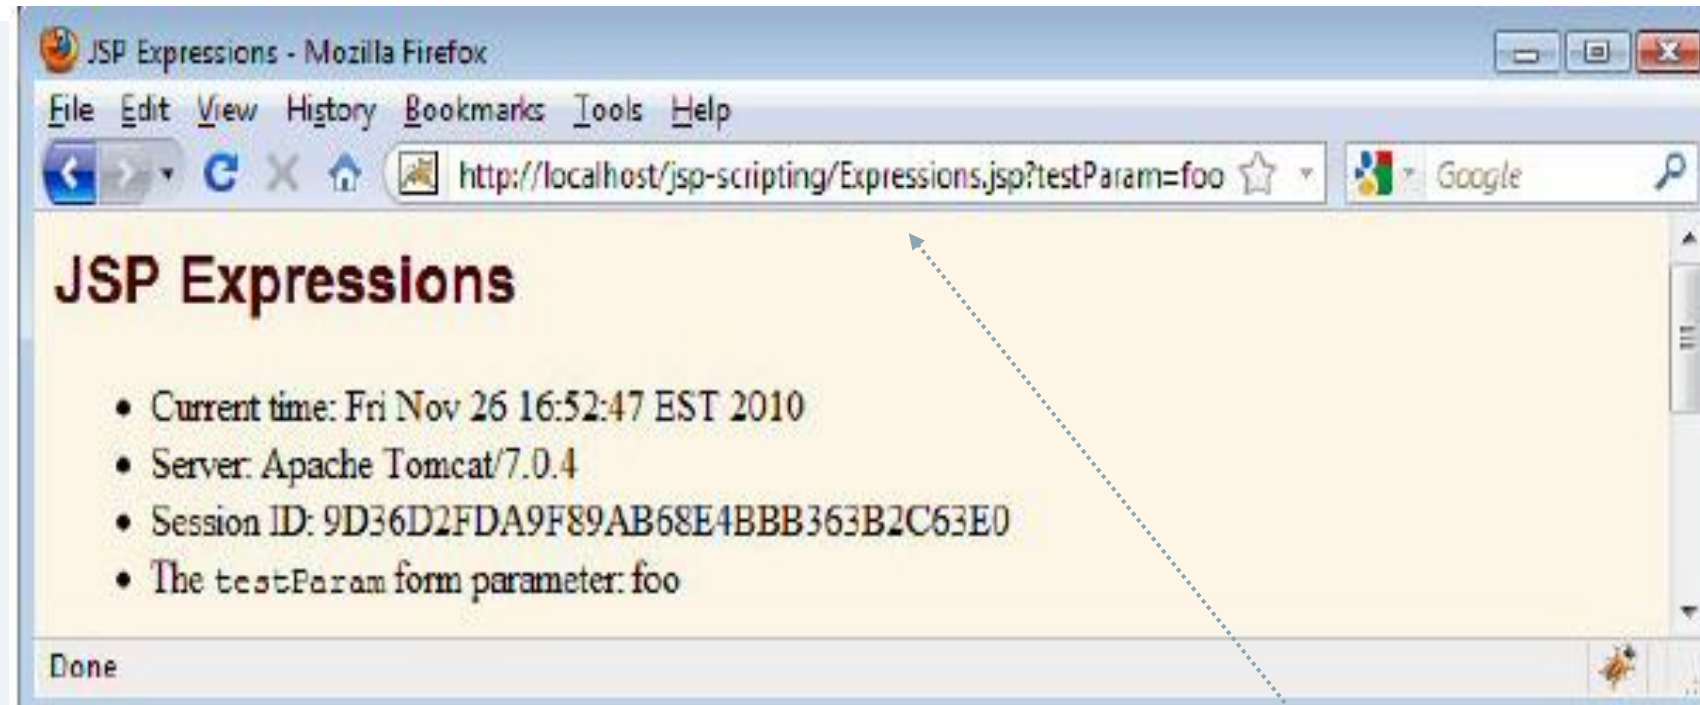 JSP Expressions - Mozilla Firefox
File Edit View History Bookmarks Tools Help
http://localhost/jsp-scripting/Expressions.jsp?testParam=foo Google
JSP Expressions
• Current time: Fri Nov 26 16:52:47 EST 2010
• Server: Apache Tomcat/7.0.4
• Session ID: 9D36D2FDA9F89AB68E4BBB363B2C63E0
• The testParam form parameter: foo
Done